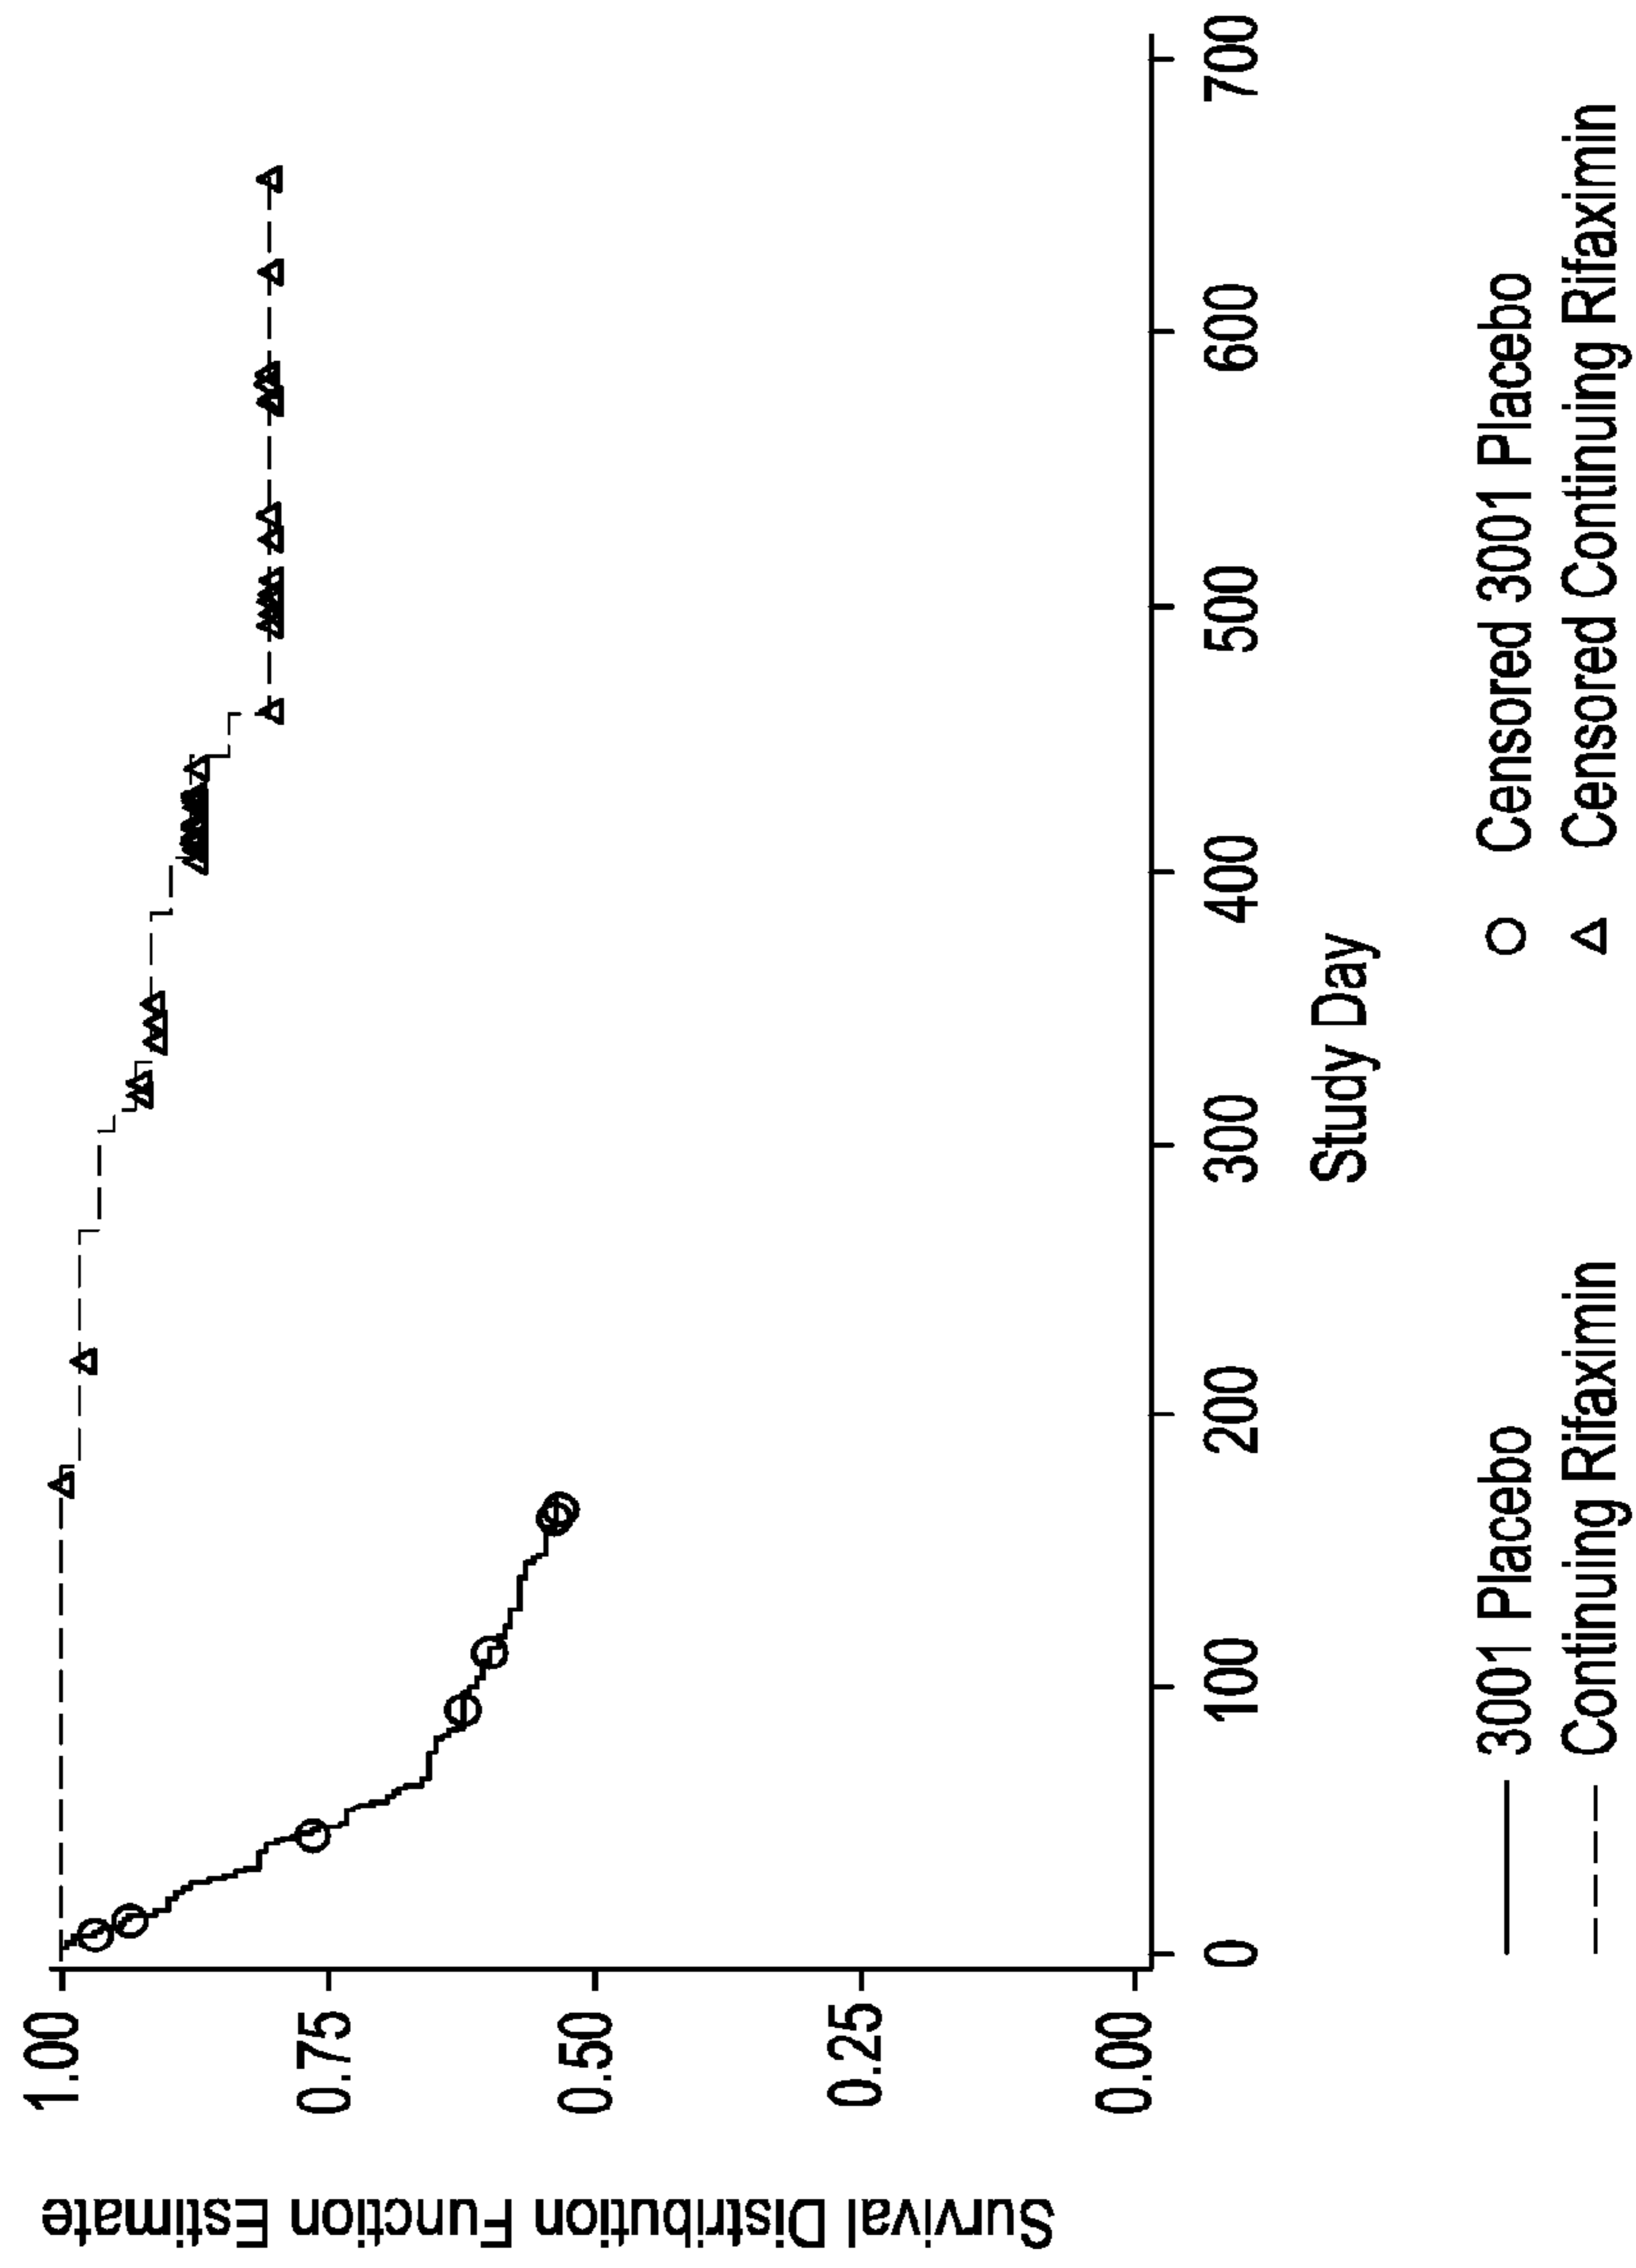 Survival Distribution Function Estimate
1.00
0.75
0.50
0.25
0.00
0 100 200 300 400 500 600 700
Study Day
3001 Placebo Censored 3001 Placebo
Continuing Rifaximin Censored Continuing Rifaximin